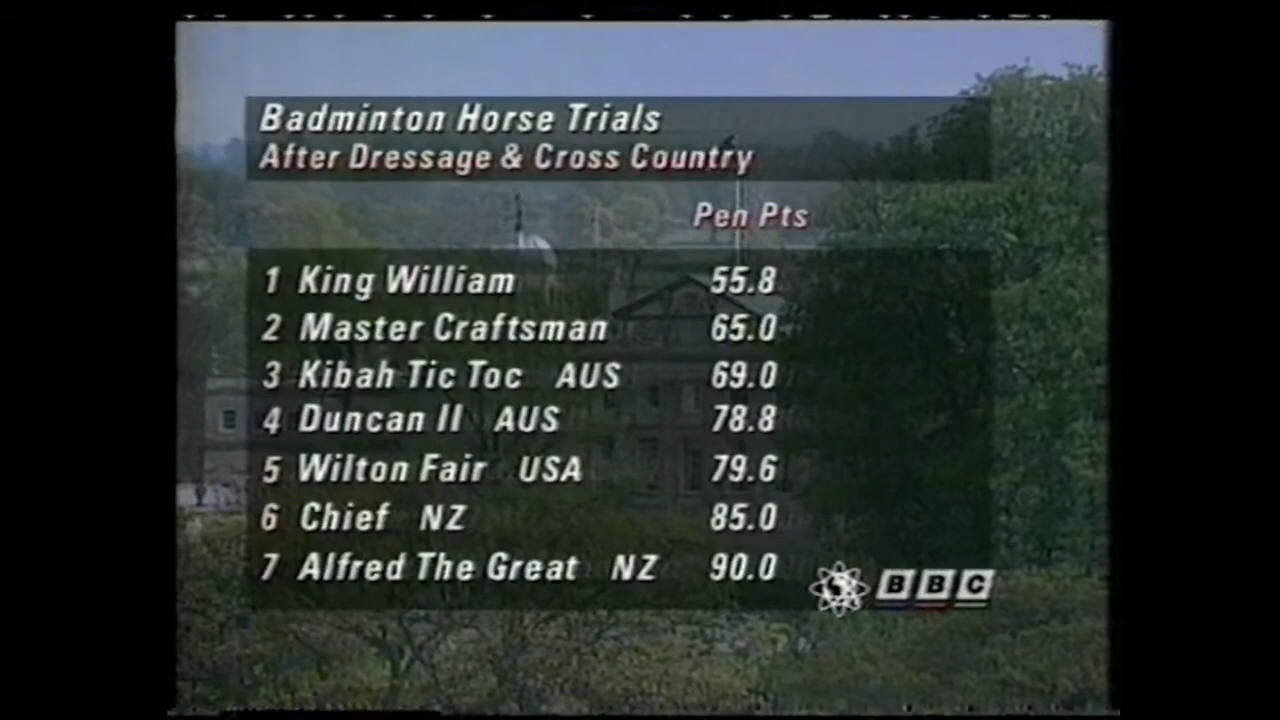 Badminton Horse Trials
After Dressage & Cross Country
Pen Pts
1 King William 55.8
2 Master Craftsman 65.0
3 Kibah Tic Toc AUS 69.0
4 Duncan II AUS 78.8
5 Wilton Fair USA 79.6
6 Chief NZ 85.0
7 Alfred The Great NZ 90.0
BBC